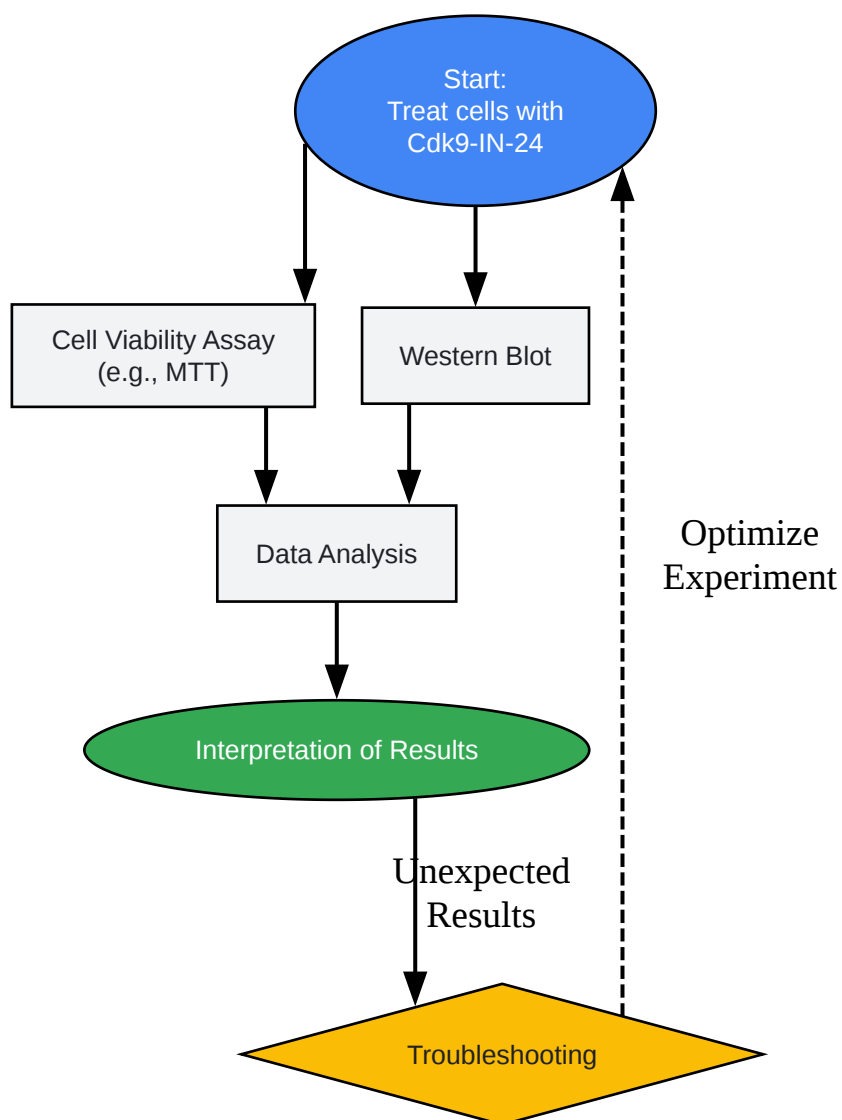 Start:
Treat cells with
Cdk9-IN-24
Cell Viability Assay
(e.g., MTT)
Western Blot
Data Analysis
Optimize
Experiment
Interpretation of Results
Unexpected
Results
Troubleshooting